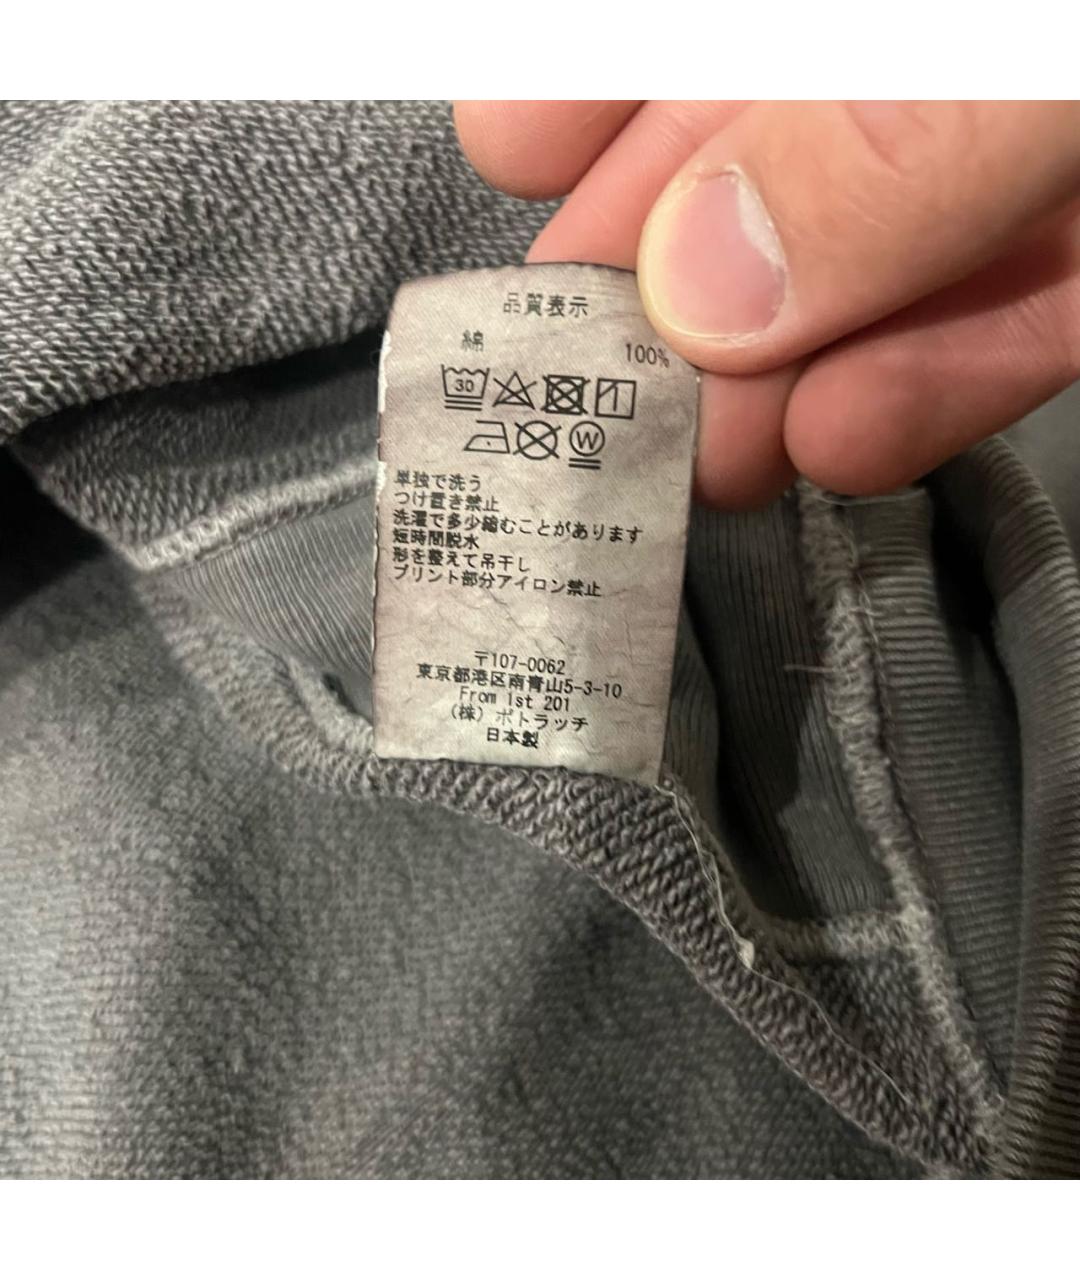 品質表示
綿 100%
30
W
単独で洗う
つけ置き禁止
洗濯で多少縮むことがあります
短時間脱水
形を整えて吊干し
プリント部分アイロン禁止
〒107-0062
東京都港区南青山5-3-10
From 1st 201
(株) ポトラッチ
日本製